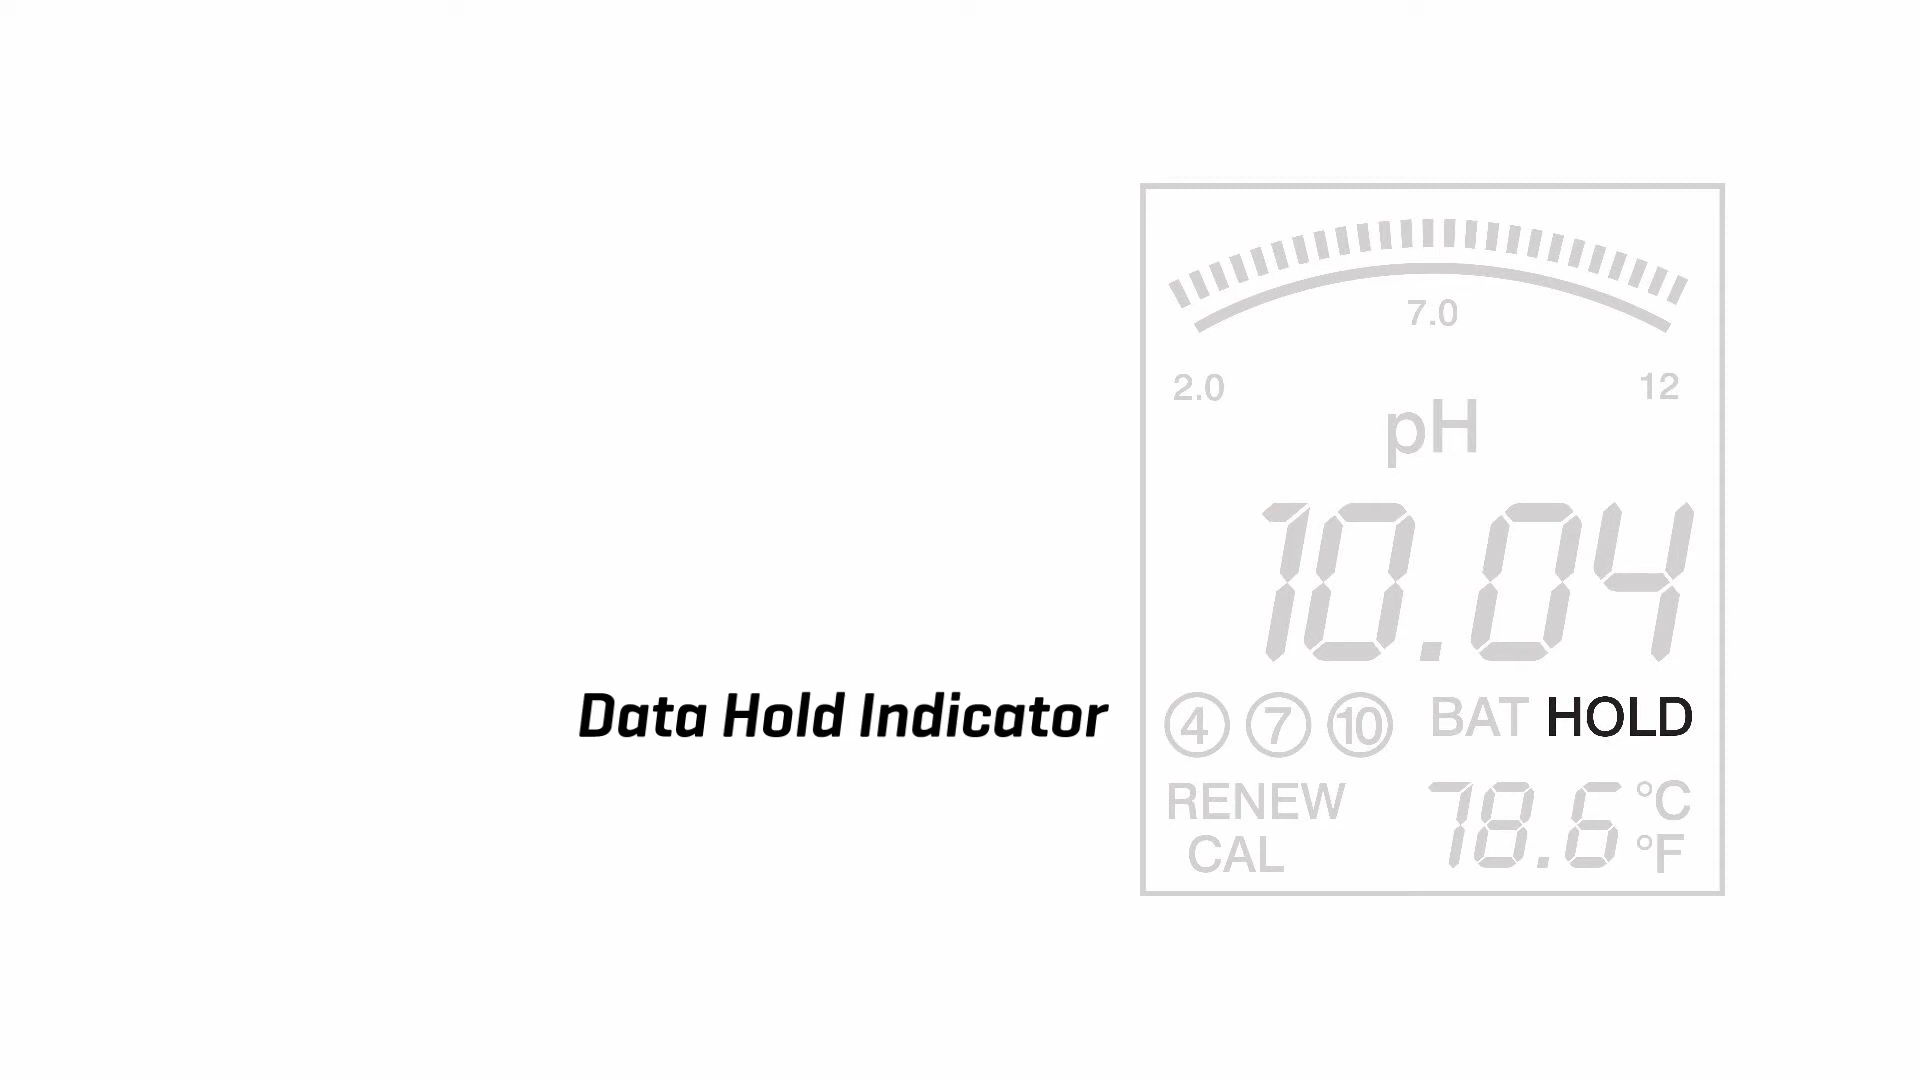 7.0
2.0 12
pH
10.04
Data Hold Indicator
4 7 10 BAT HOLD
RENEW 78.6 °C
CAL °F